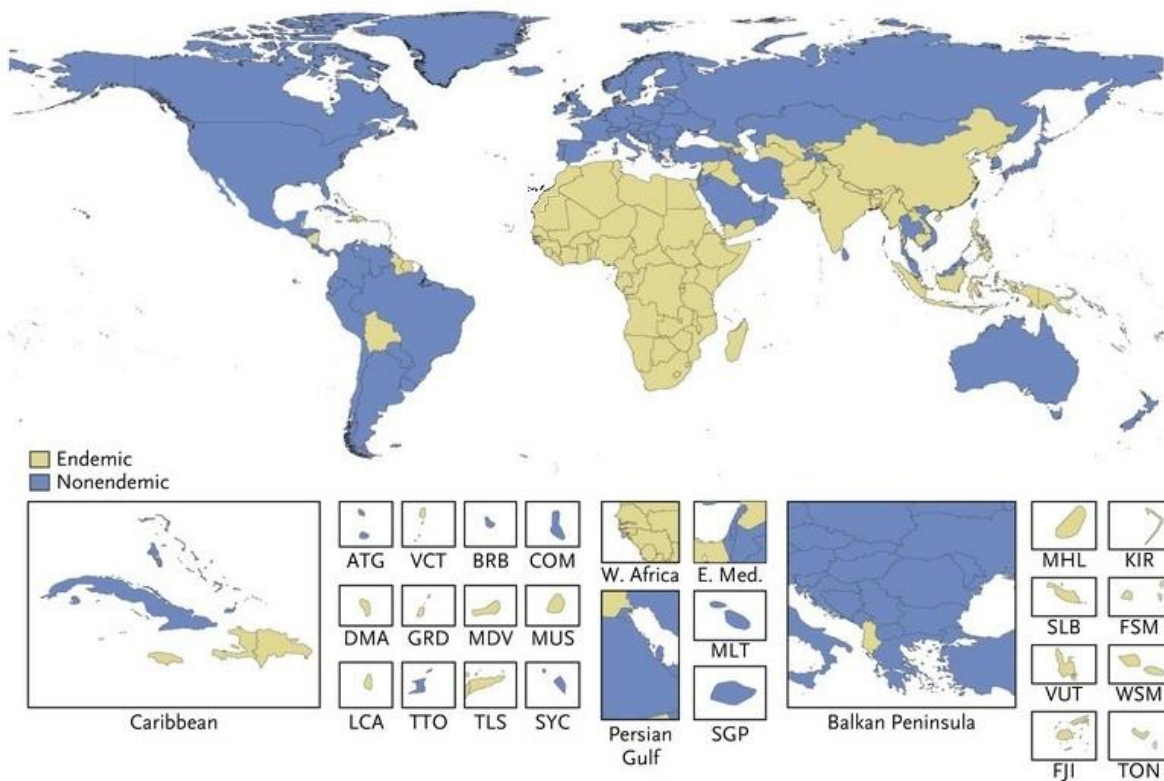 Endemic
Nonendemic
Caribbean
ATG VCT BRB COM
DMA GRD MDV MUS
LCA TTO TLS SYC
W. Africa E. Med.
Persian
Gulf
MLT
SGP
Balkan Peninsula
MHL KIR
SLB FSM
VUT WSM
FJI TON